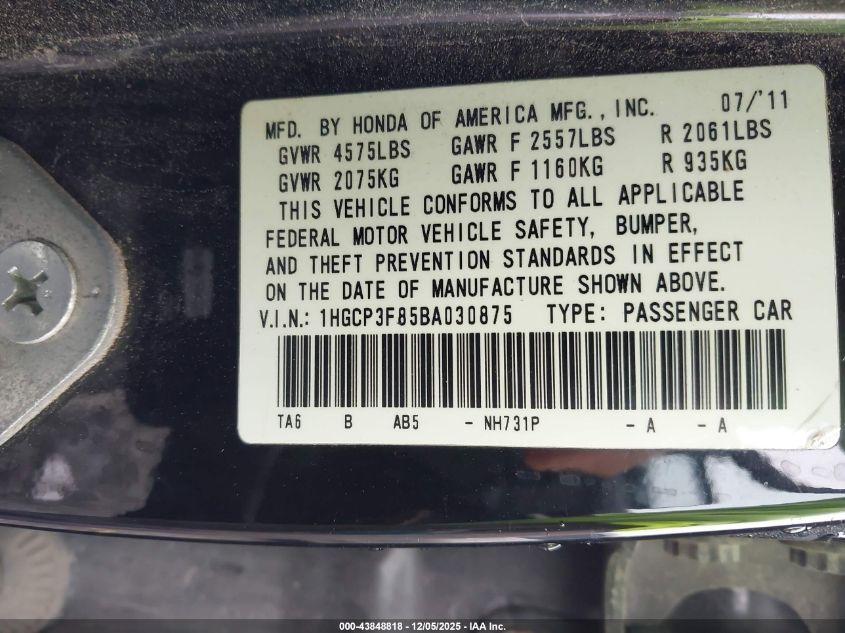 MFD. BY HONDA OF AMERICA MFG., INC. 07/'11
GVWR 4575LBS GAWR F 2557LBS R 2061LBS
GVWR 2075KG GAWR F 1160KG R 935KG
THIS VEHICLE CONFORMS TO ALL APPLICABLE
FEDERAL MOTOR VEHICLE SAFETY, BUMPER,
AND THEFT PREVENTION STANDARDS IN EFFECT
ON THE DATE OF MANUFACTURE SHOWN ABOVE.
V.I.N.: 1HGCP3F85BA030875 TYPE: PASSENGER CAR
TA6 B AB5 - NH731P - A - A
000-43848818 - 12/05/2025 - IAA Inc.